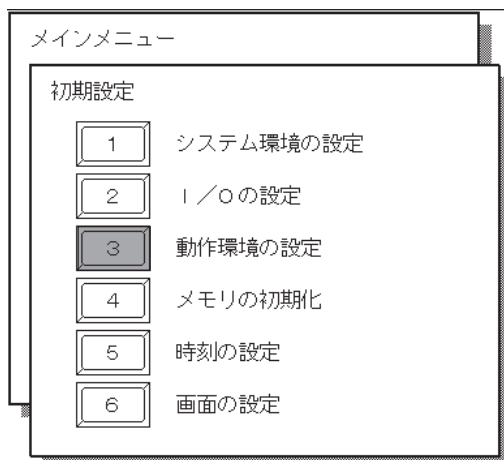 メインメニュー
初期設定
1 システム環境の設定
2 I／Oの設定
3 動作環境の設定
4 メモリの初期化
5 時刻の設定
6 画面の設定